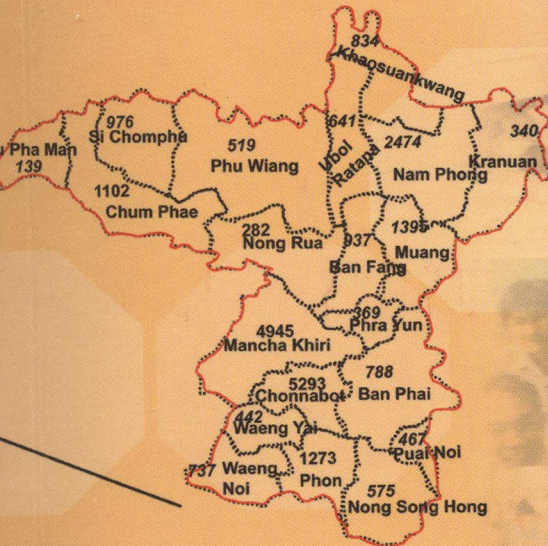 834
Khaosuankwang
976
Si Chomphu
519
Phu Wiang
641
Ubol
Ratapa
2474
Nam Phong
340
Kranuan
Pha Man
139
1102
Chum Phae
282
Nong Rua
937
Ban Fang
1395
Muang
369
Phra Yun
4945
Mancha Khiri
5293
Chonnabot
788
Ban Phai
442
Waeng Yai
467
Puai Noi
737 Waeng
Noi
1273
Phon
575
Nong Song Hong